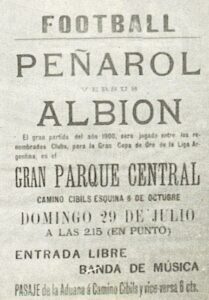 FOOTBALL
PEÑAROL
VERSUS
ALBION
El gran partido del año 1900, será jugado entre los re-
nombrados Clubs, para la Gran Copa de Oro de la Liga Ar-
gentina, es el
GRAN PARQUE CENTRAL
CAMINO CIBILS ESQUINA 8 DE OCTUBRE
DOMINGO 29 DE JULIO
A LAS 2.15 (EN PUNTO)
ENTRADA LIBRE
BANDA DE MÚSICA
PASAJE de la Aduana á Camino Cibils y vice-versa 6 cts.